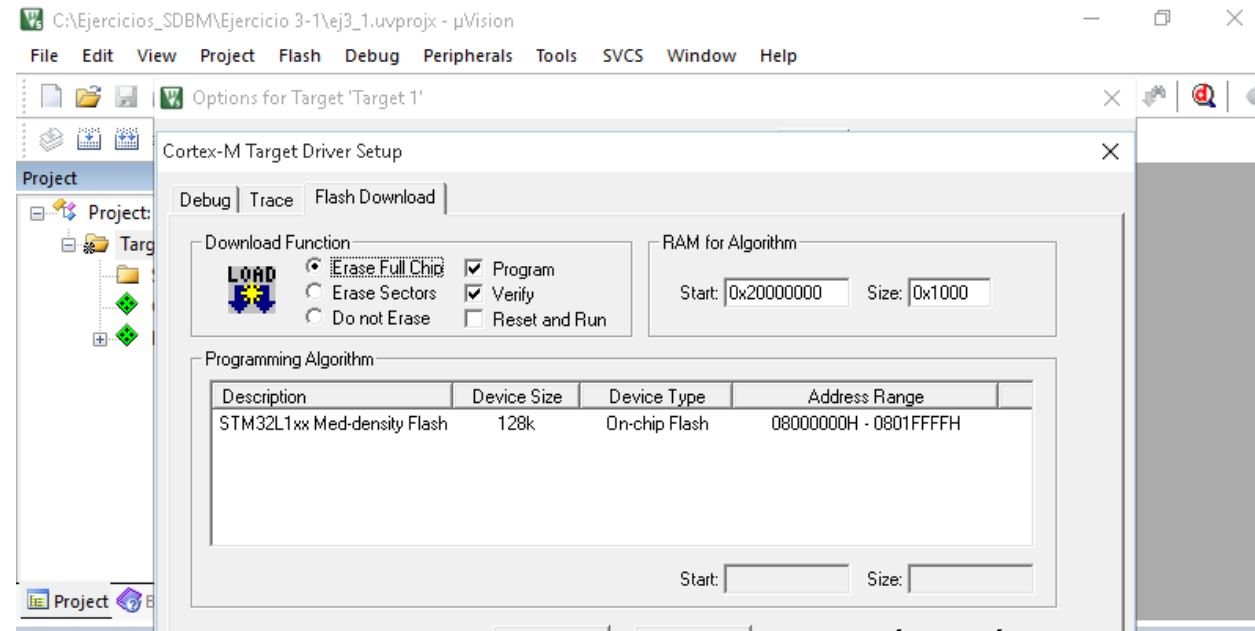 C:\Ejercicios_SDBM\Ejercicio 3-1\ej3_1.uvprojx - µVision
File Edit View Project Flash Debug Peripherals Tools SVCS Window Help
Options for Target 'Target 1'
Cortex-M Target Driver Setup
Project
Debug Trace Flash Download
Project:
Download Function RAM for Algorithm
LOAD Erase Full Chip Program
Erase Sectors Verify Start: 0x20000000 Size: 0x1000
Do not Erase Reset and Run
Programming Algorithm
Description Device Size Device Type Address Range
STM32L1xx Med-density Flash 128k On-chip Flash 08000000H - 0801FFFFH
Start: Size:
Project